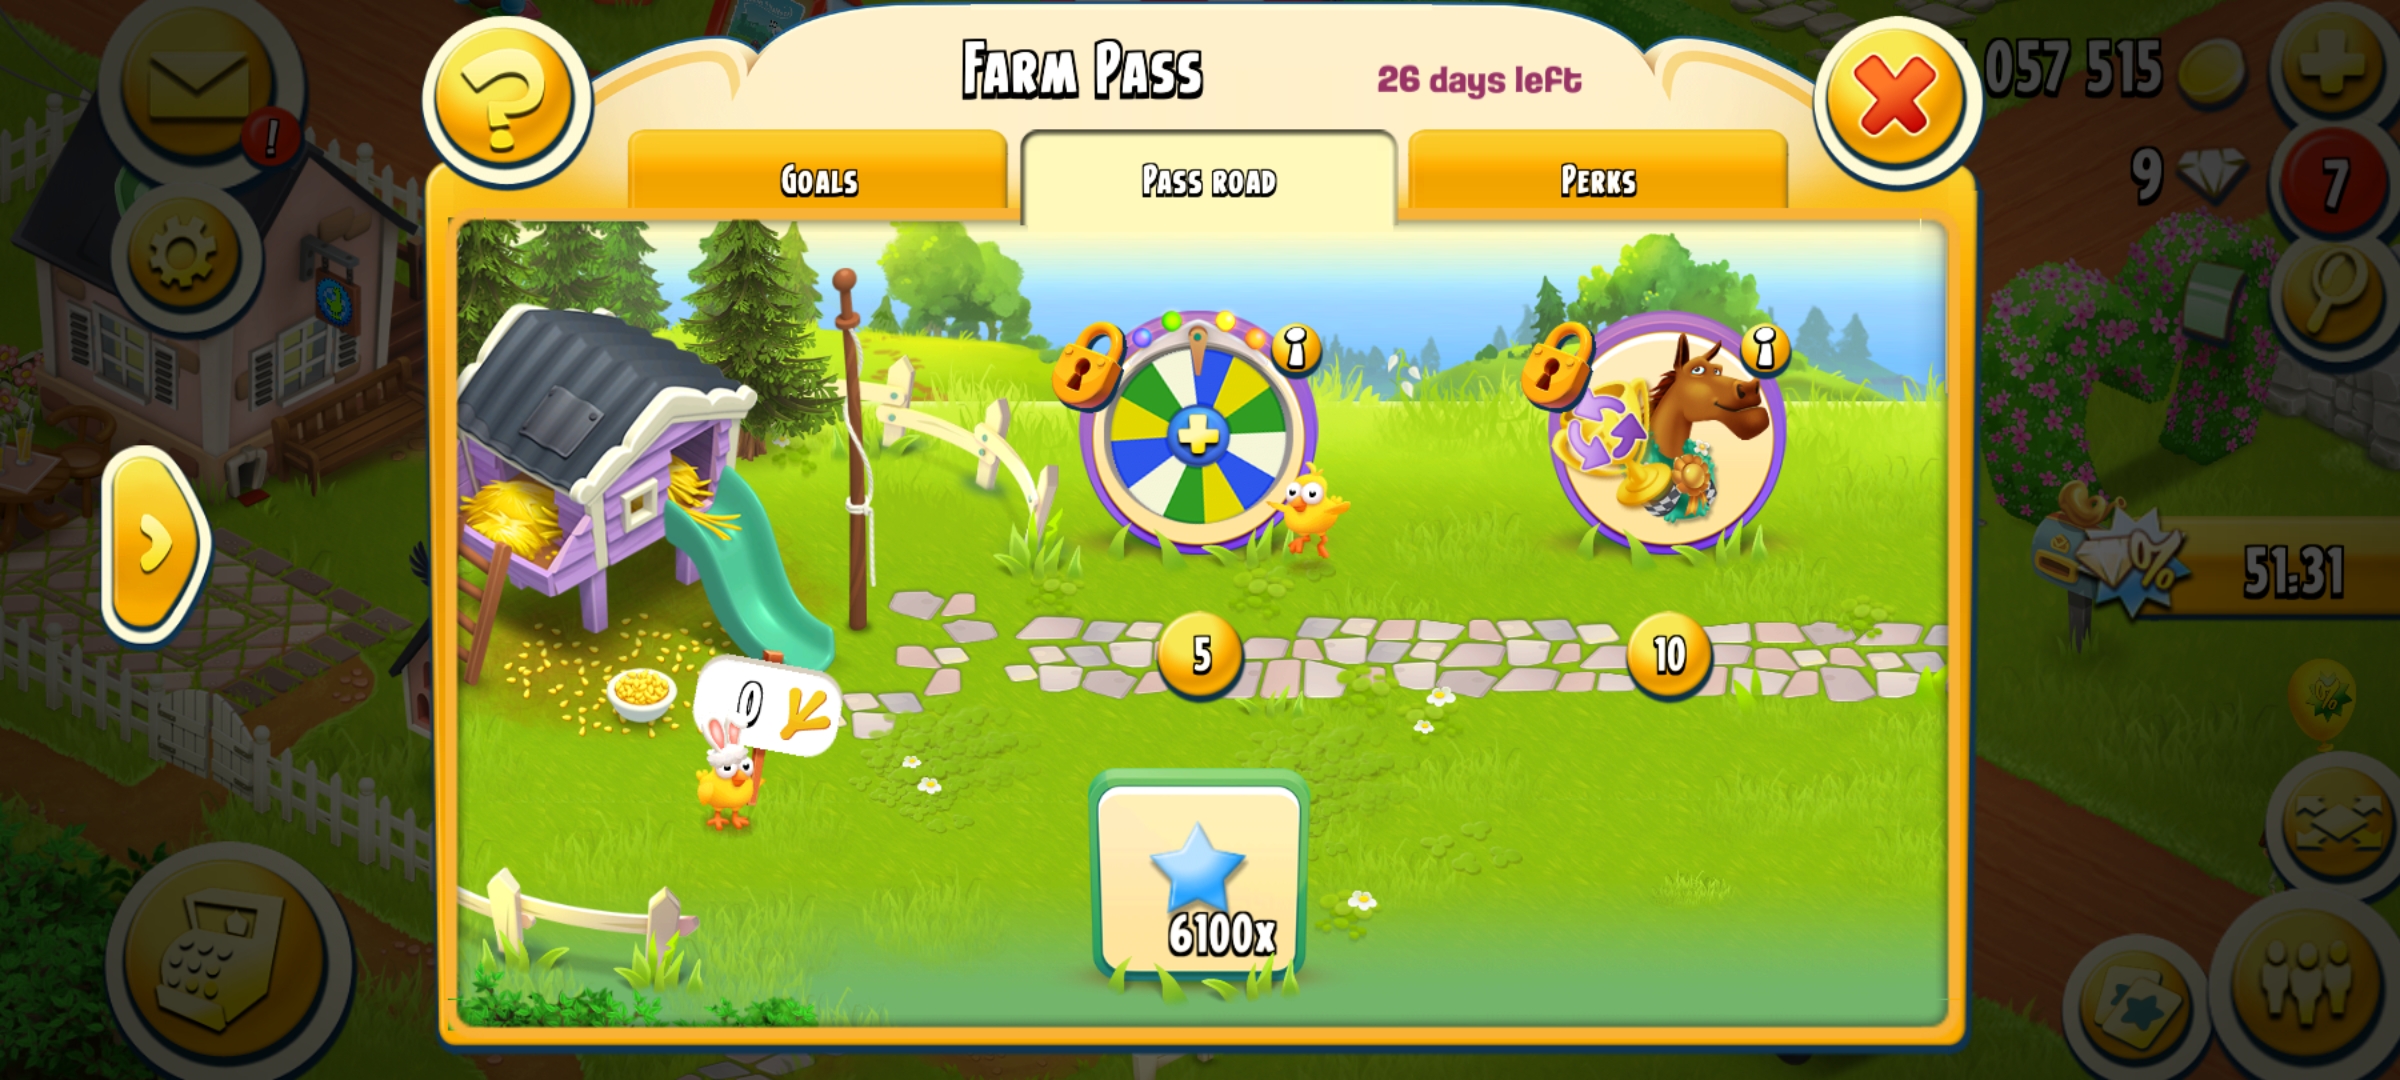 FARM PASS
26 days left
GOALS
PASS ROAD
PERKS
057 515
9
7
%
51:31
0
5
10
6100x